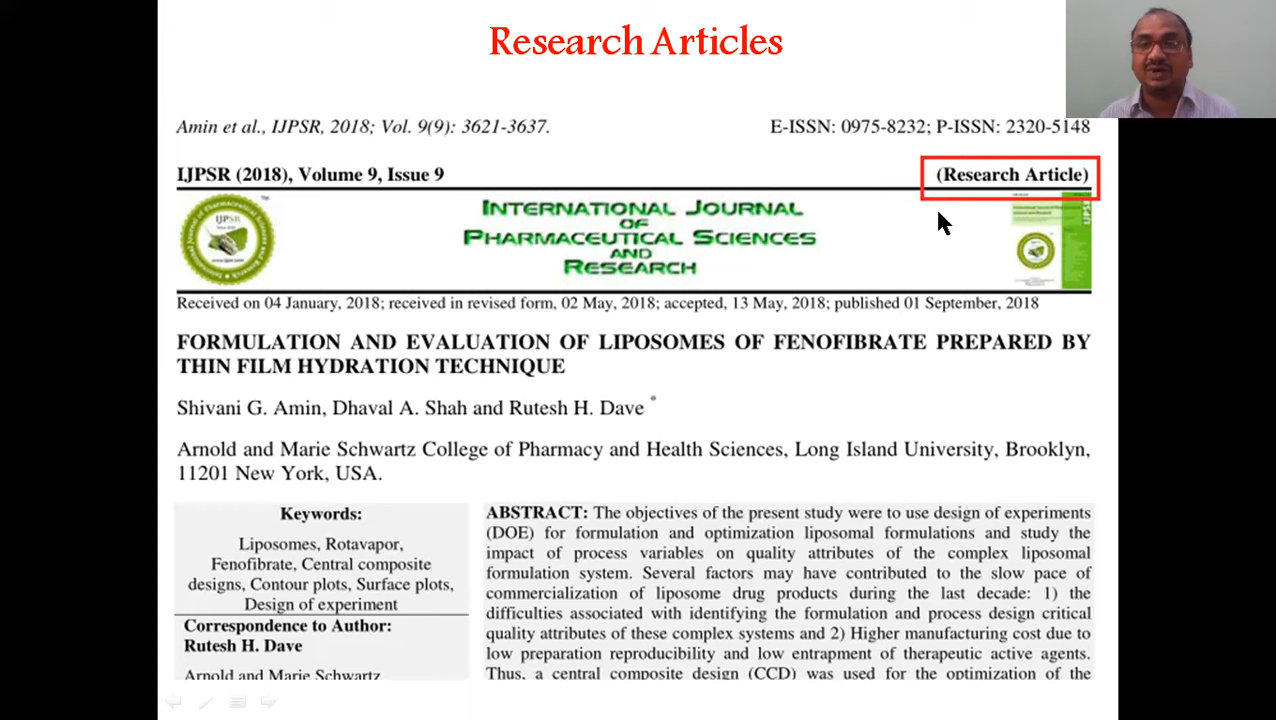 Research Articles
Amin et al., IJPSR, 2018; Vol. 9(9): 3621-3637.
E-ISSN: 0975-8232; P-ISSN: 2320-5148
IJPSR (2018), Volume 9, Issue 9
(Research Article)
IJPSR
INTERNATIONAL JOURNAL
OF
PHARMACEUTICAL SCIENCES
AND
RESEARCH
Received on 04 January, 2018; received in revised form, 02 May, 2018; accepted, 13 May, 2018; published 01 September, 2018
FORMULATION AND EVALUATION OF LIPOSOMES OF FENOFIBRATE PREPARED BY
THIN FILM HYDRATION TECHNIQUE
Shivani G. Amin, Dhaval A. Shah and Rutesh H. Dave *
Arnold and Marie Schwartz College of Pharmacy and Health Sciences, Long Island University, Brooklyn,
11201 New York, USA.
Keywords:
Liposomes, Rotavapor,
Fenofibrate, Central composite
designs, Contour plots, Surface plots,
Design of experiment
Correspondence to Author:
Rutesh H. Dave
Arnold and Marie Schwartz
ABSTRACT: The objectives of the present study were to use design of experiments
(DOE) for formulation and optimization liposomal formulations and study the
impact of process variables on quality attributes of the complex liposomal
formulation system. Several factors may have contributed to the slow pace of
commercialization of liposome drug products during the last decade: 1) the
difficulties associated with identifying the formulation and process design critical
quality attributes of these complex systems and 2) Higher manufacturing cost due to
low preparation reproducibility and low entrapment of therapeutic active agents.
Thus, a central composite design (CCD) was used for the optimization of the